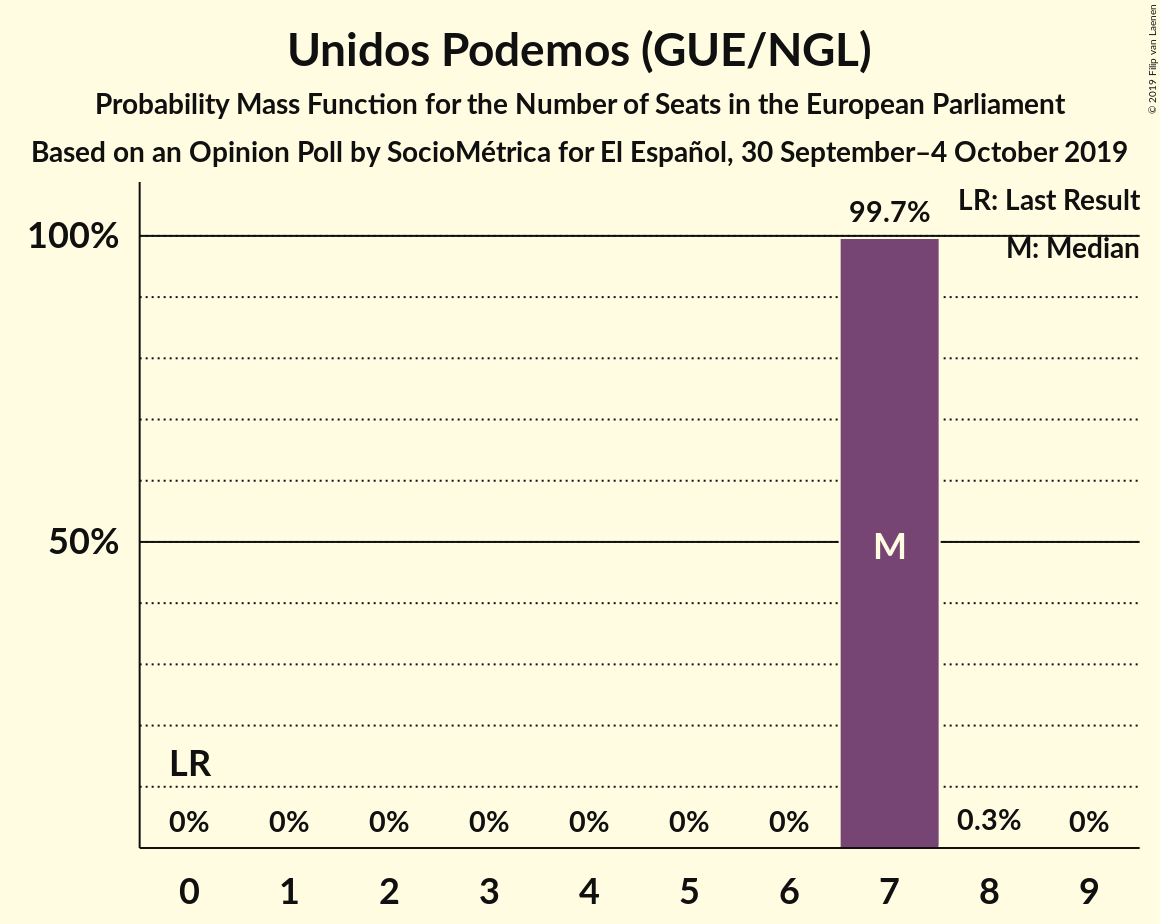 Unidos Podemos (GUE/NGL)
Probability Mass Function for the Number of Seats in the European Parliament
Based on an Opinion Poll by SocioMétrica for El Español, 30 September–4 October 2019
© 2019 Filip van Laenen
LR: Last Result
M: Median
99.7%
100%
50%
M
LR
0% 0% 0% 0% 0% 0% 0% 0.3% 0%
0 1 2 3 4 5 6 7 8 9